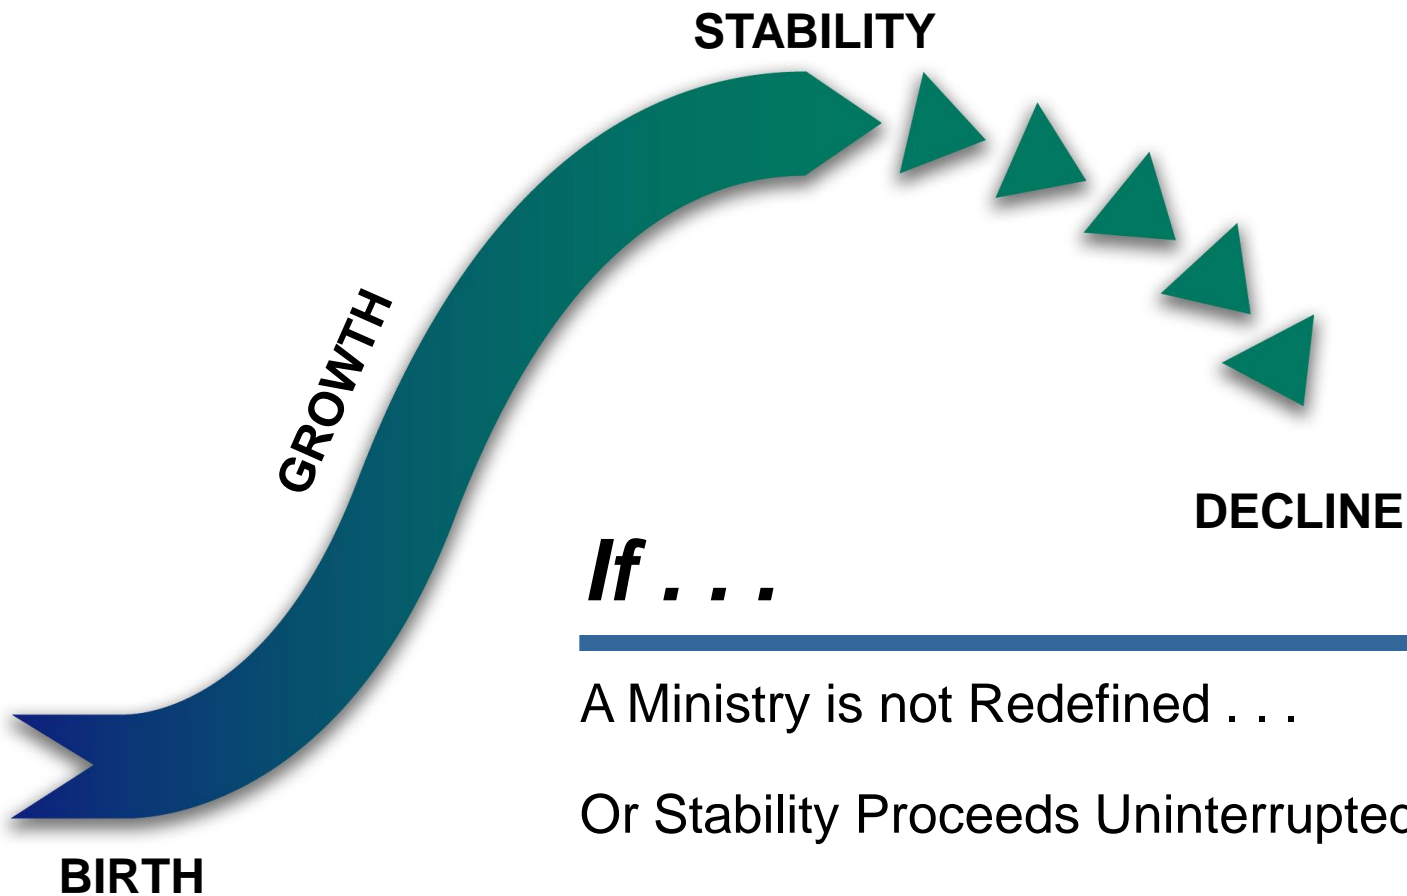 STABILITY
GROWTH
DECLINE
If . . .
A Ministry is not Redefined . . .
Or Stability Proceeds Uninterrupted
BIRTH